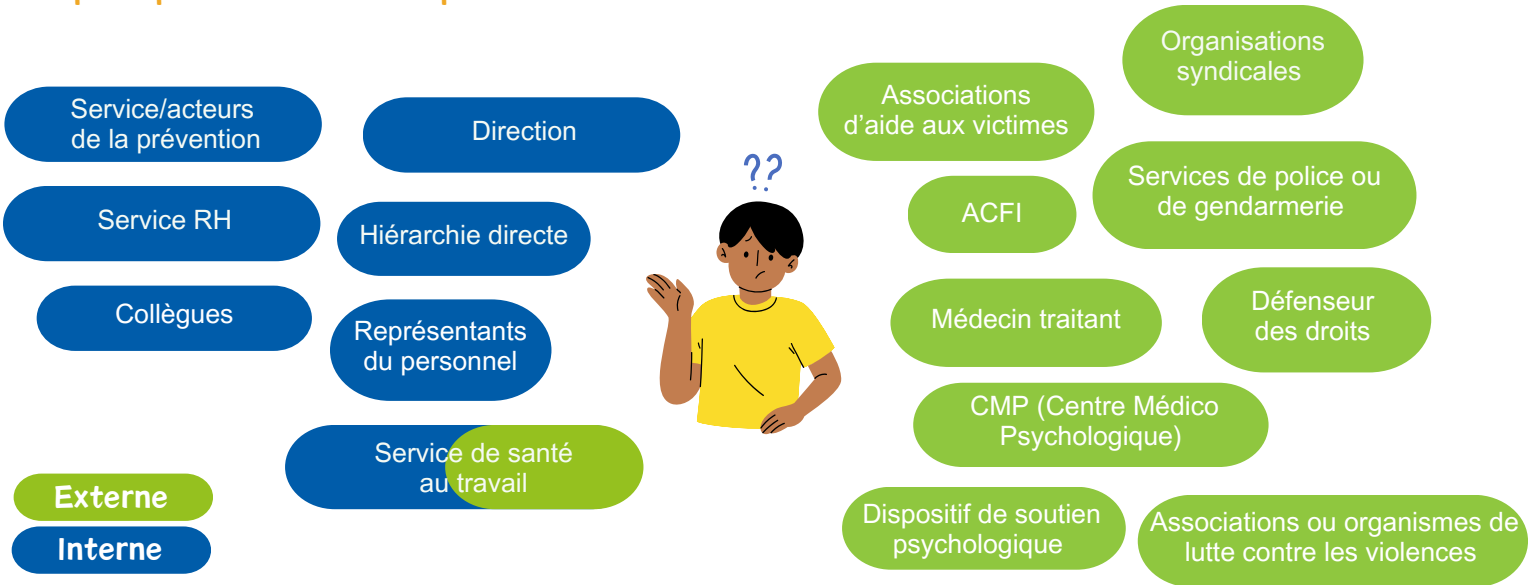 Service/acteurs
de la prévention
Direction
Service RH
Hiérarchie directe
Collègues
Représentants
du personnel
Service de santé
au travail
Externe
Interne
??
Organisations
syndicales
Associations
d'aide aux victimes
Services de police ou
de gendarmerie
ACFI
Médecin traitant
Défenseur
des droits
CMP (Centre Médico
Psychologique)
Dispositif de soutien
psychologique
Associations ou organismes de
lutte contre les violences